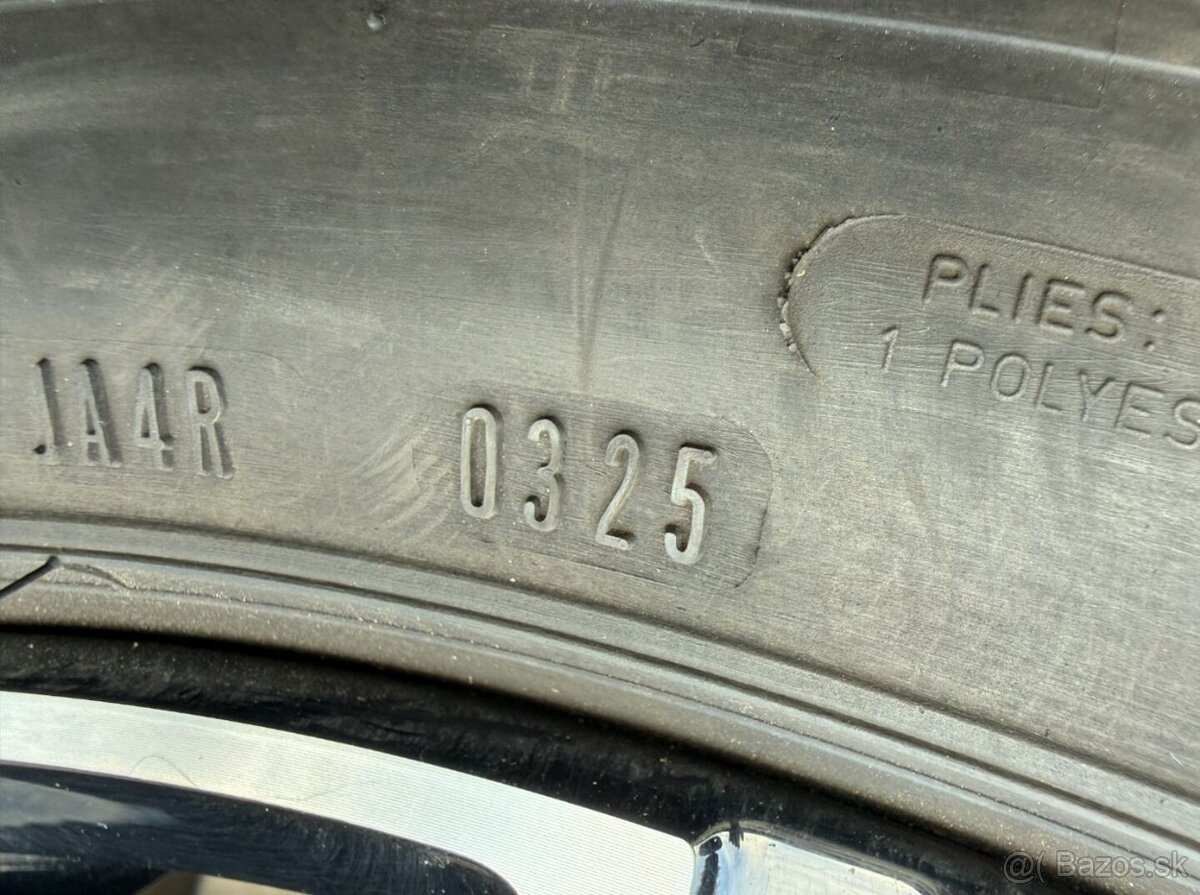 PLIES:
1 POLYES
JA4R 0325
@( Bazos.sk